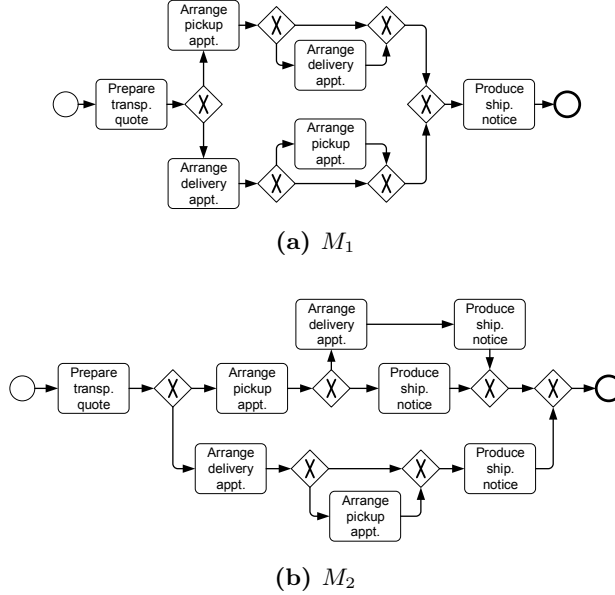 Arrange
pickup
appt.
X
X
Arrange
delivery
appt.
Prepare
transp.
quote
X
X
Produce
ship.
notice
Arrange
pickup
appt.
Arrange
delivery
appt.
X
X
(a) M1
Arrange
delivery
appt.
Produce
ship.
notice
Prepare
transp.
quote
X
Arrange
pickup
appt.
X
Produce
ship.
notice
X
X
Arrange
delivery
appt.
X
X
Produce
ship.
notice
Arrange
pickup
appt.
(b) M2